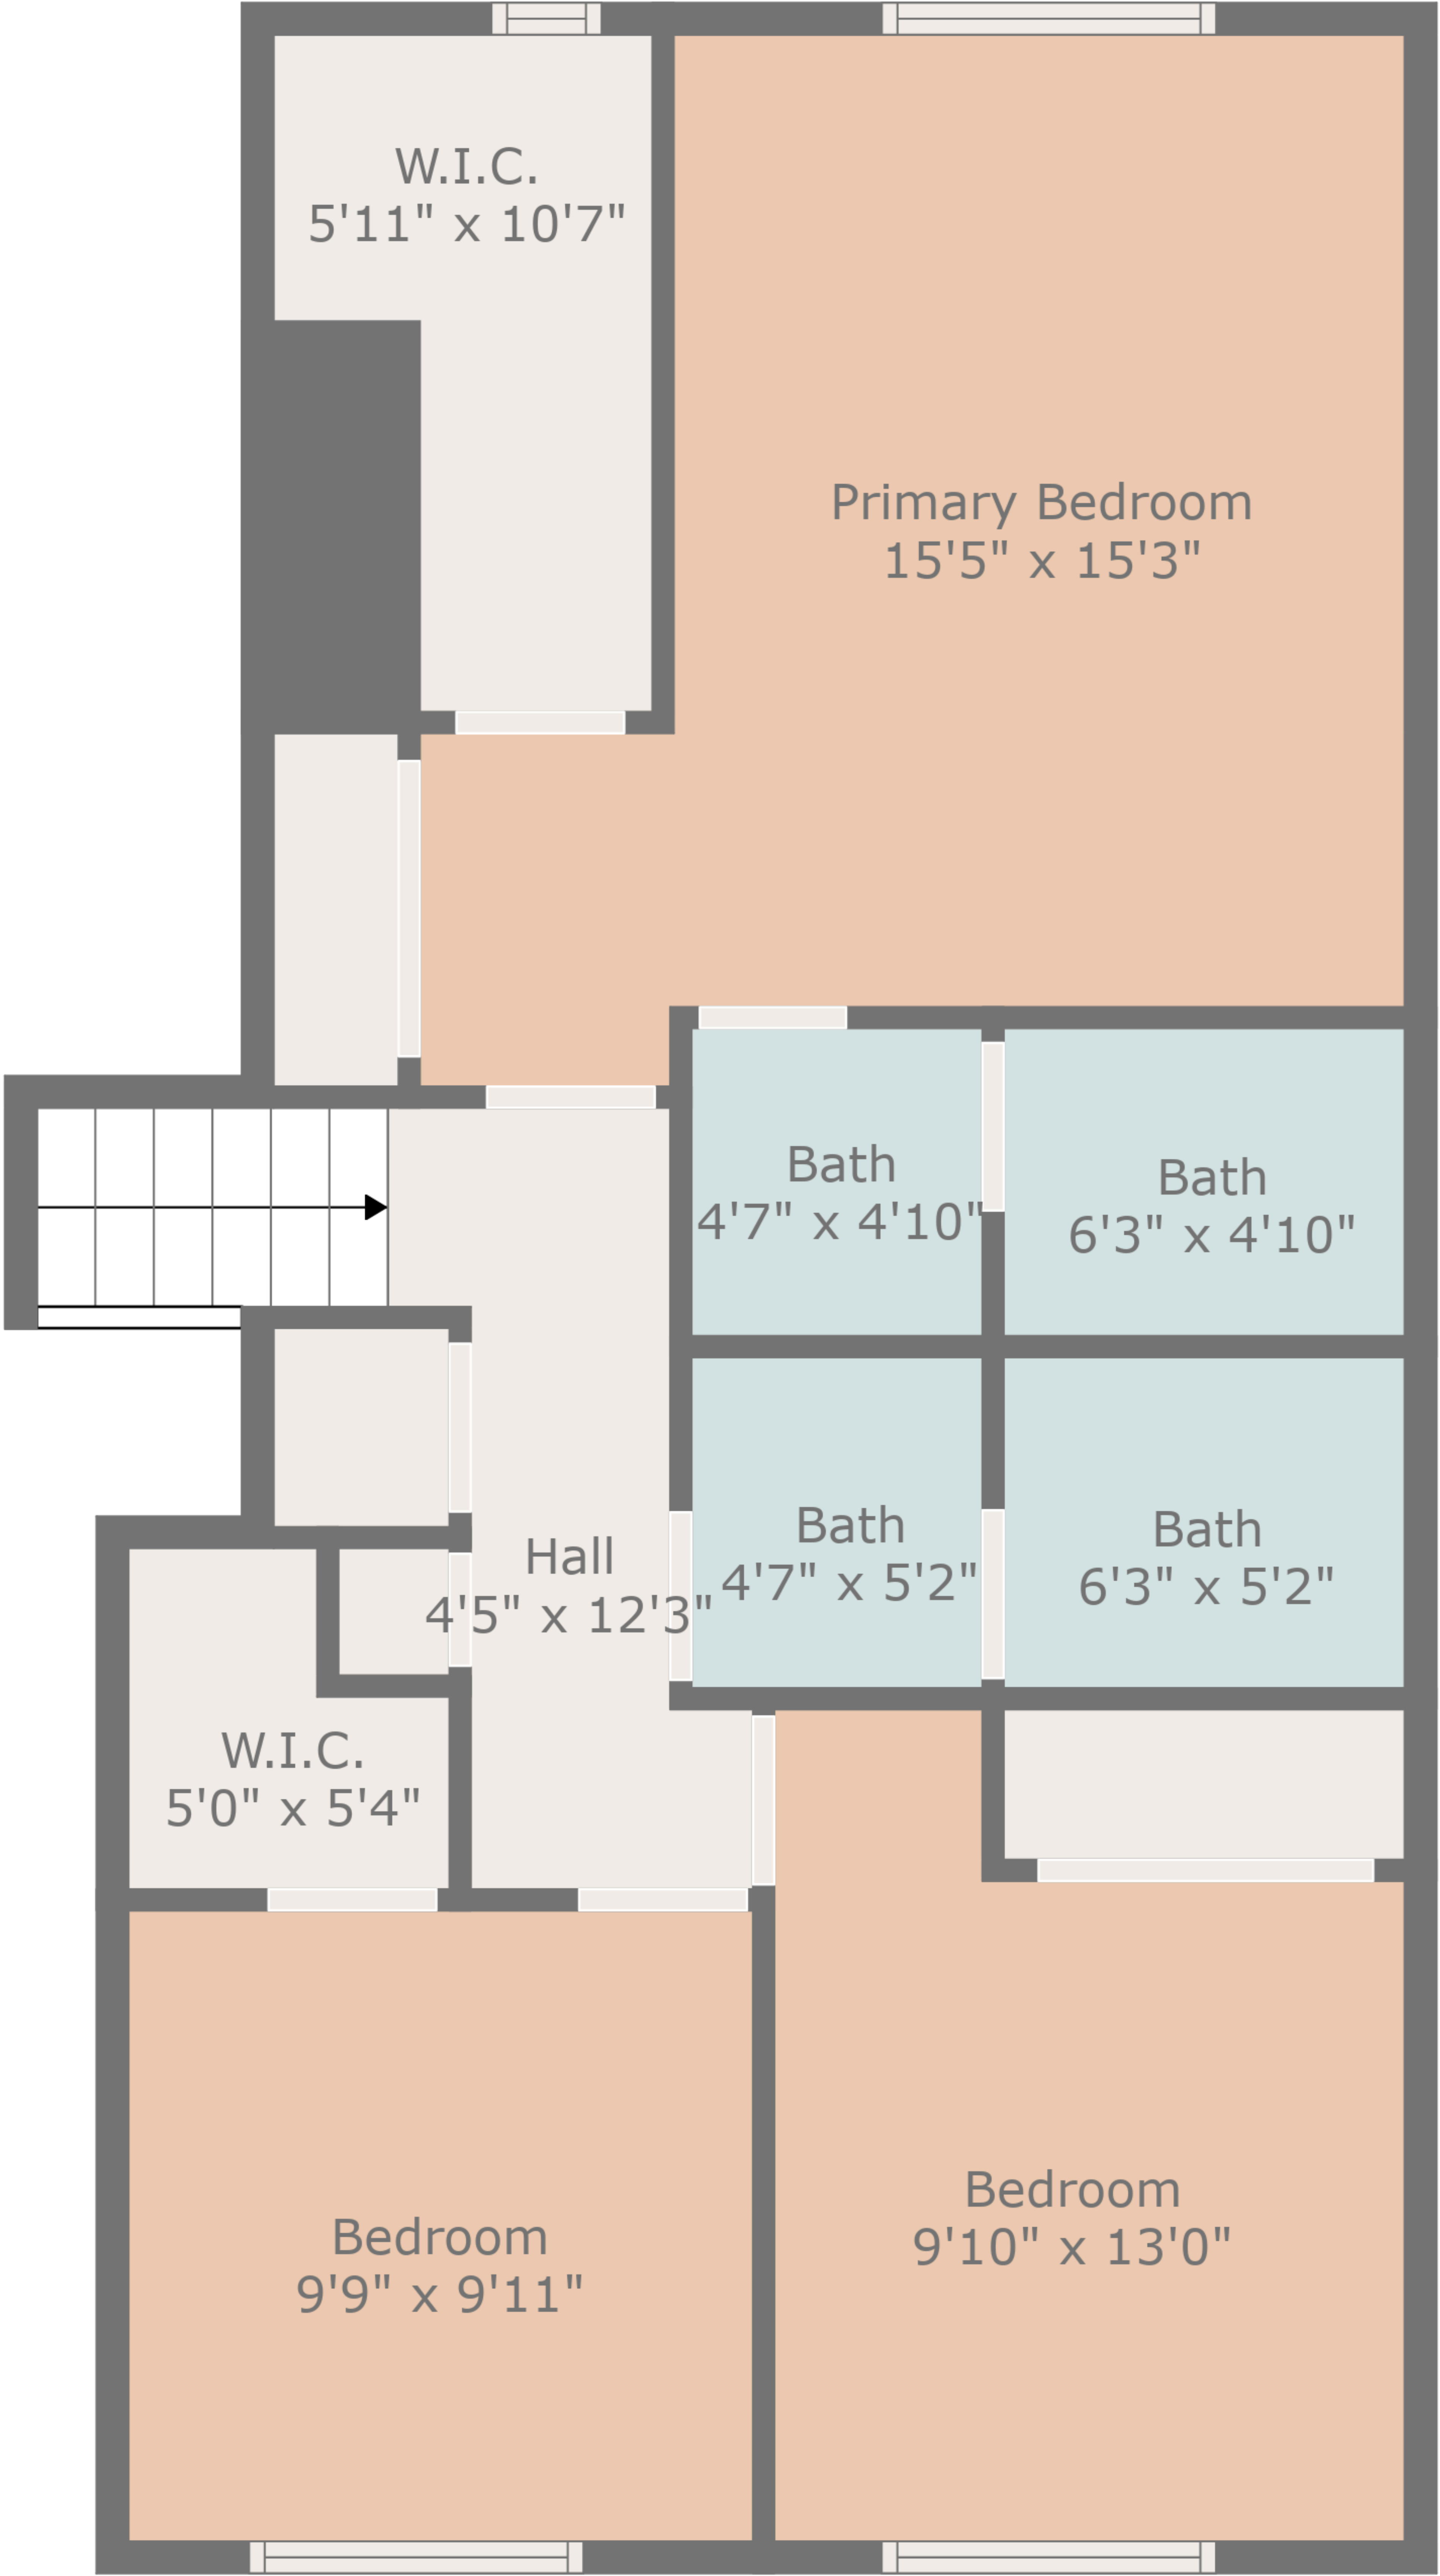 W.I.C.
5'11" x 10'7"
Primary Bedroom
15'5" x 15'3"
Bath
4'7" x 4'10"
Bath
6'3" x 4'10"
Bath
4'7" x 5'2"
Bath
6'3" x 5'2"
Hall
4'5" x 12'3"
W.I.C.
5'0" x 5'4"
Bedroom
9'10" x 13'0"
Bedroom
9'9" x 9'11"